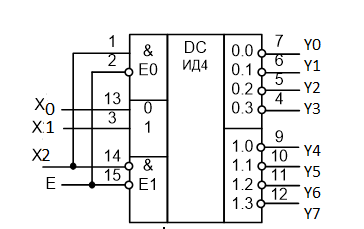 1 & DC 0.0 7 Y0
2 E0 ИД4 0.1 6 Y1
0.2 5 Y2
X0 13 0 0.3 4 Y3
X:1 3 1
1.0 9 Y4
X2 14 & 1.1 10 Y5
E 15 E1 1.2 11 Y6
1.3 12 Y7